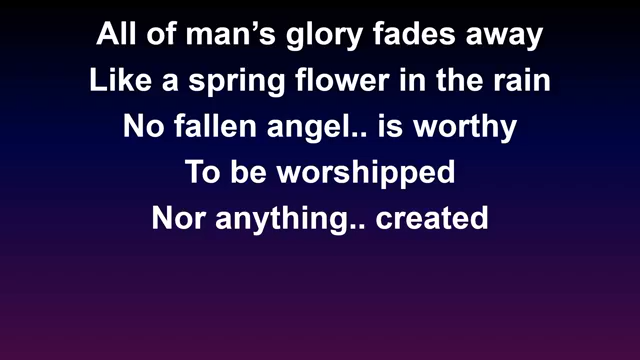 All of man’s glory fades away
Like a spring flower in the rain
No fallen angel.. is worthy
To be worshipped
Nor anything.. created